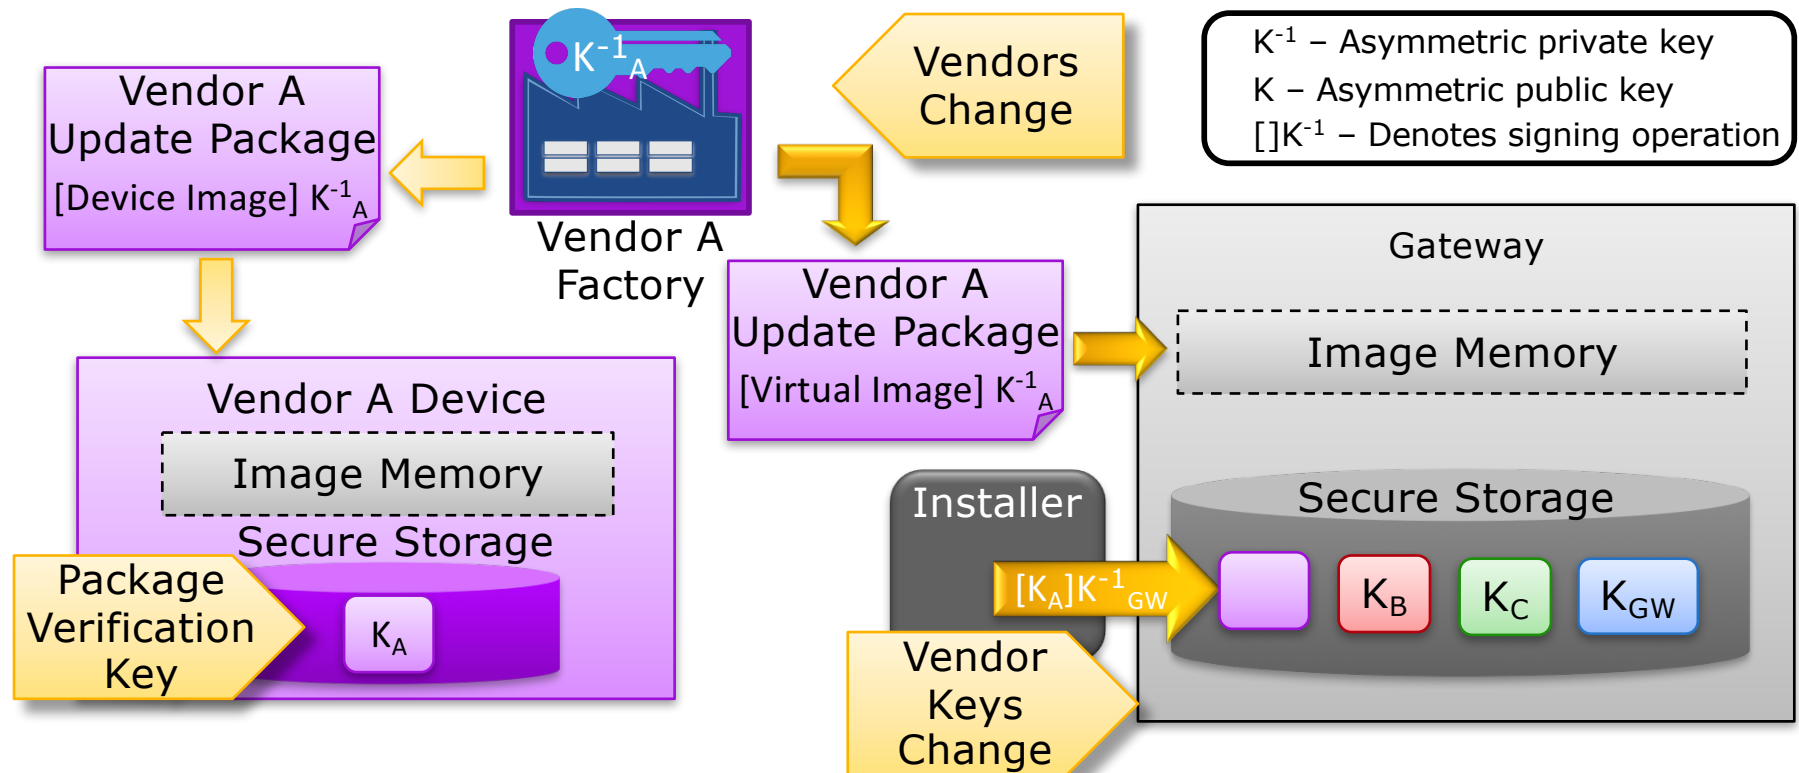 Vendor A
Update Package
[Device Image] K⁻¹A
K⁻¹A
Vendor A
Factory
Vendors
Change
K⁻¹ – Asymmetric private key
K – Asymmetric public key
[]K⁻¹ – Denotes signing operation
Vendor A
Update Package
[Virtual Image] K⁻¹A
Gateway
Image Memory
Vendor A Device
Image Memory
Secure Storage
Package
Verification
Key
KA
Installer
[KA]K⁻¹GW
Vendor
Keys
Change
Secure Storage
KB
KC
KGW